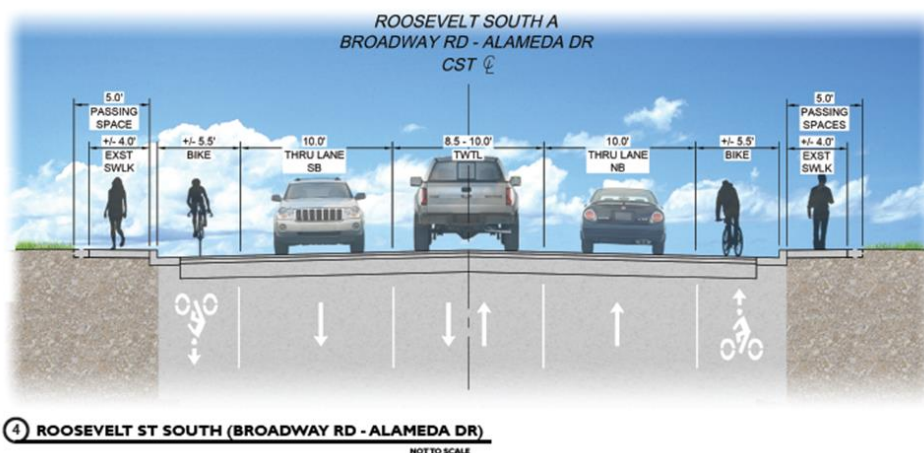 ROOSEVELT SOUTH A
BROADWAY RD - ALAMEDA DR
CST ℄
5.0'
PASSING
SPACE
+/- 4.0'
EXST
SWLK
+/- 5.5'
BIKE
10.0'
THRU LANE
SB
8.5 - 10.0'
TWTL
10.0'
THRU LANE
NB
+/- 5.5'
BIKE
5.0'
PASSING
SPACES
+/- 4.0'
EXST
SWLK
4 ROOSEVELT ST SOUTH (BROADWAY RD - ALAMEDA DR)
NOT TO SCALE